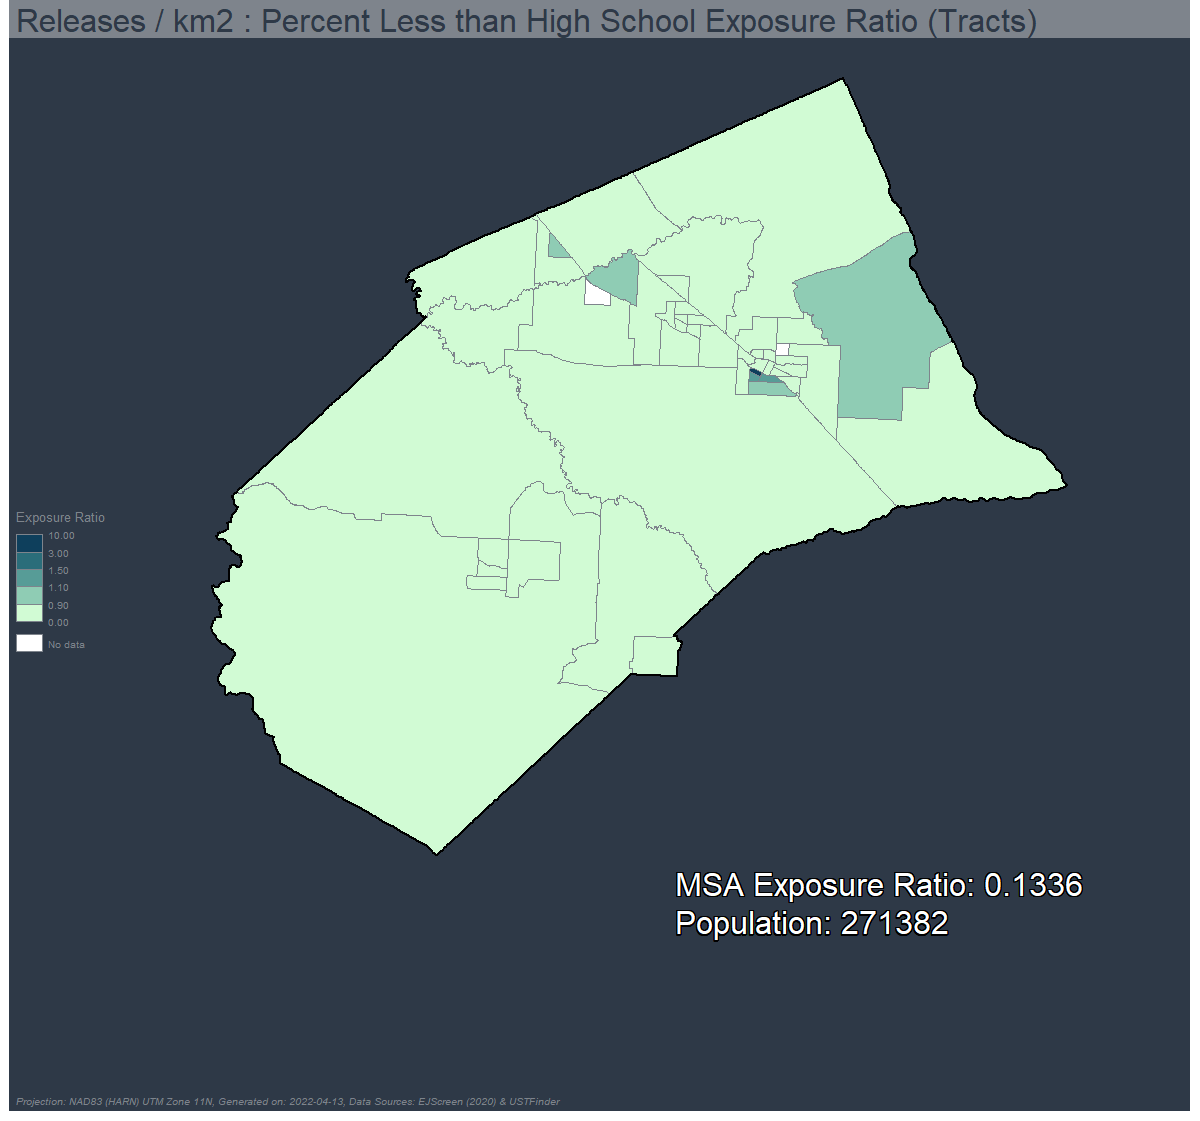 Releases / km2 : Percent Less than High School Exposure Ratio (Tracts)
Exposure Ratio
10.00
3.00
1.50
1.10
0.90
0.00
No data
MSA Exposure Ratio: 0.1336
Population: 271382
Projection: NAD83 (HARN) UTM Zone 11N, Generated on: 2022-04-13, Data Sources: EJScreen (2020) & USTFinder